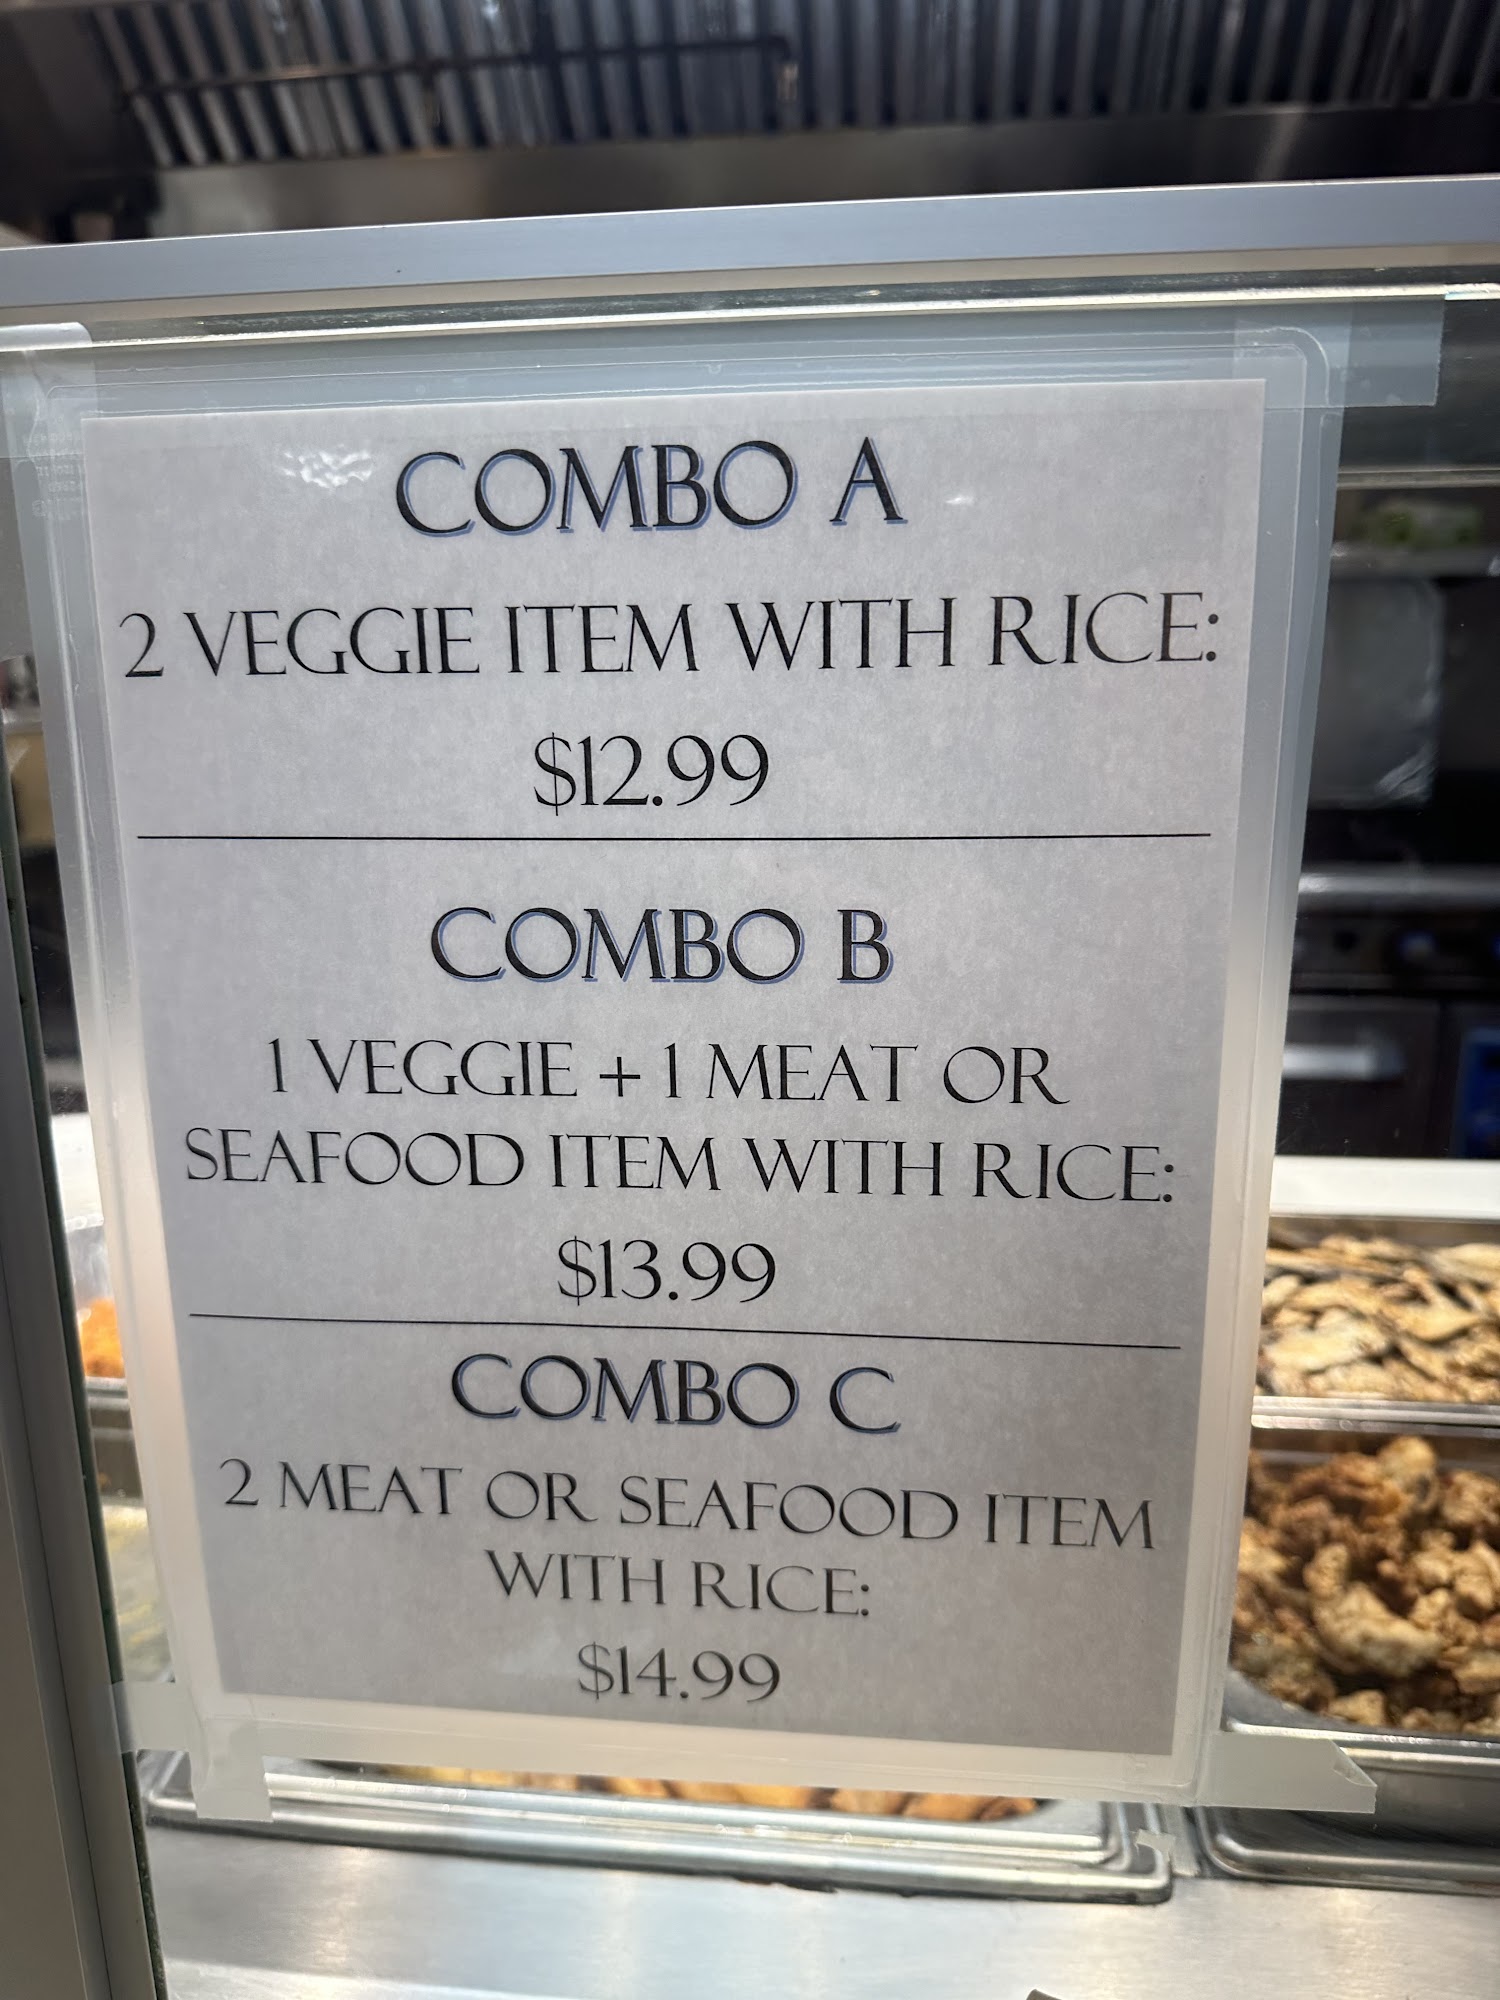 COMBO A
2 VEGGIE ITEM WITH RICE:
$12.99
COMBO B
1 VEGGIE + 1 MEAT OR
SEAFOOD ITEM WITH RICE:
$13.99
COMBO C
2 MEAT OR SEAFOOD ITEM
WITH RICE:
$14.99